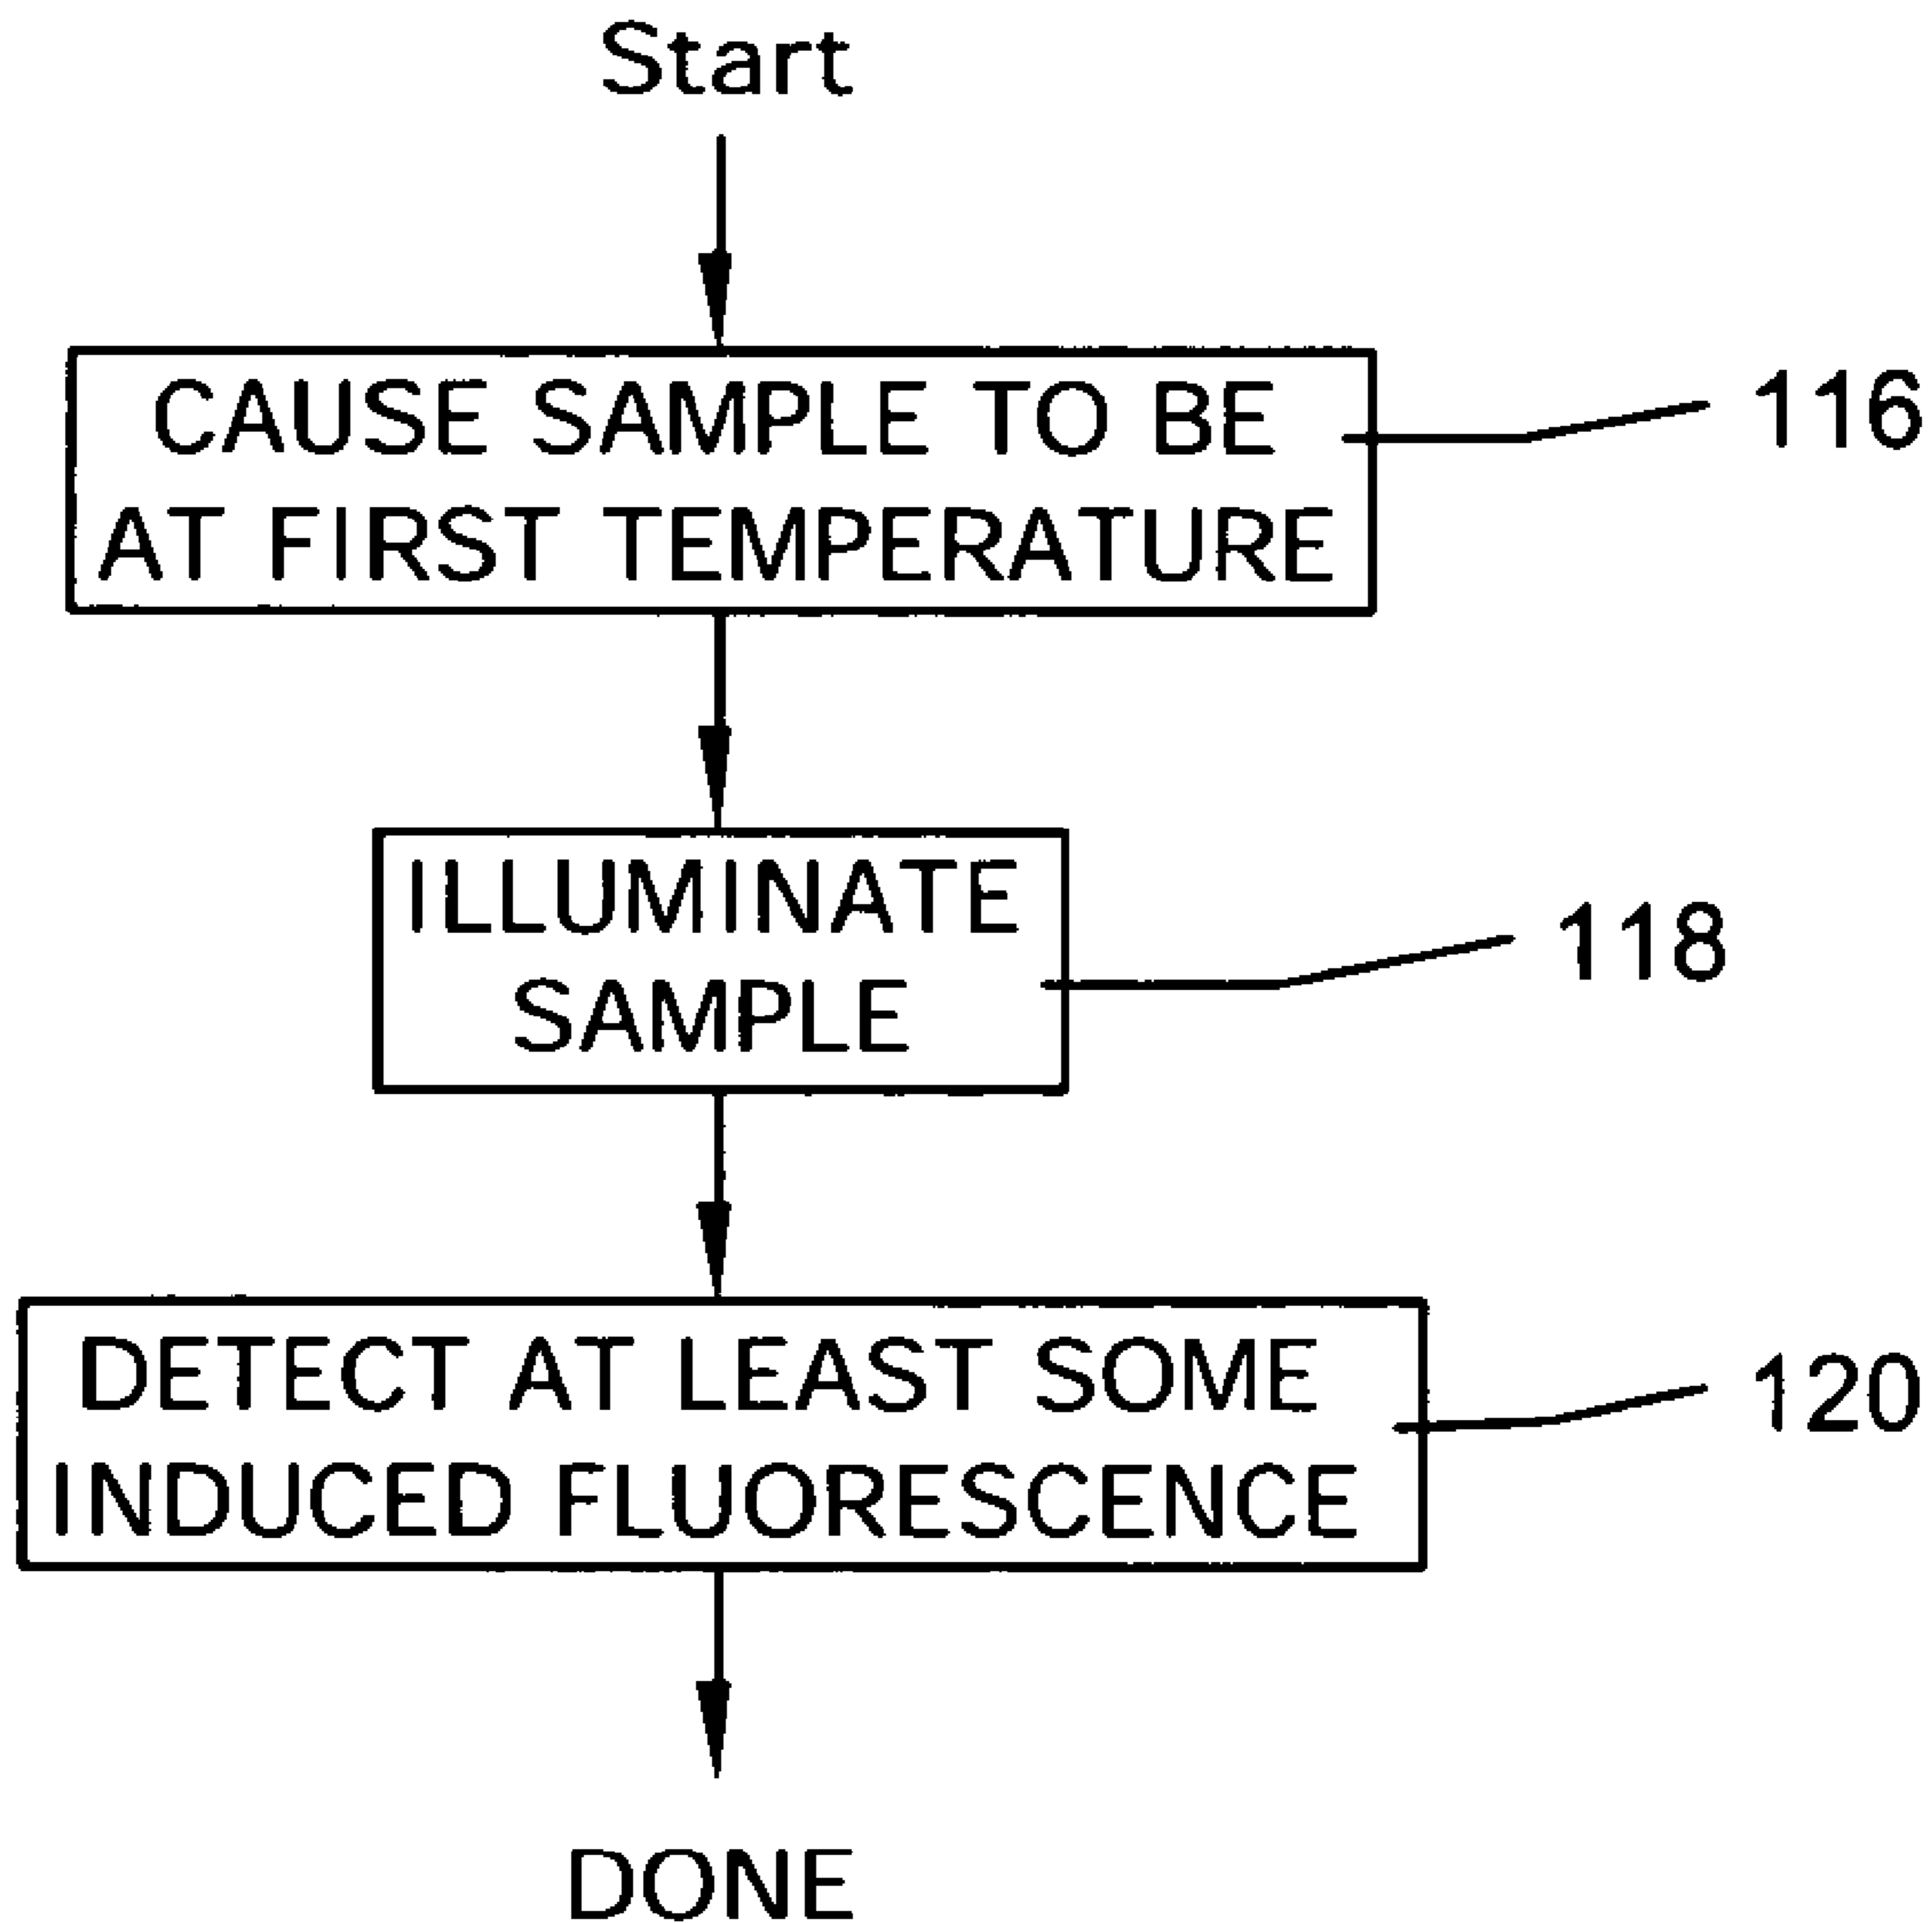 Start
CAUSE SAMPLE TO BE
AT FIRST TEMPERATURE
116
ILLUMINATE
SAMPLE
118
DETECT AT LEAST SOME
INDUCED FLUORESCENCE
120
DONE